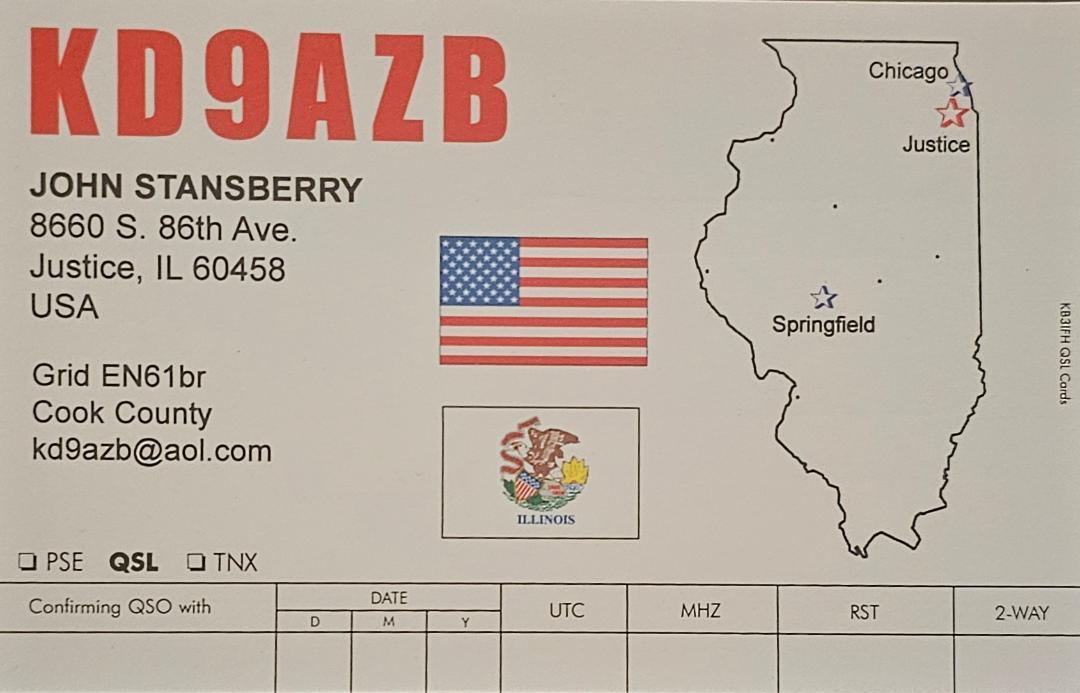 KD9AZB
JOHN STANSBERRY
8660 S. 86th Ave.
Justice, IL 60458
USA
Grid EN61br
Cook County
kd9azb@aol.com
Chicago
Justice
Springfield
ILLINOIS
KB3IFH QSL Cards
❏ PSE QSL ❏ TNX
Confirming QSO with
DATE
D M Y
UTC
MHZ
RST
2-WAY